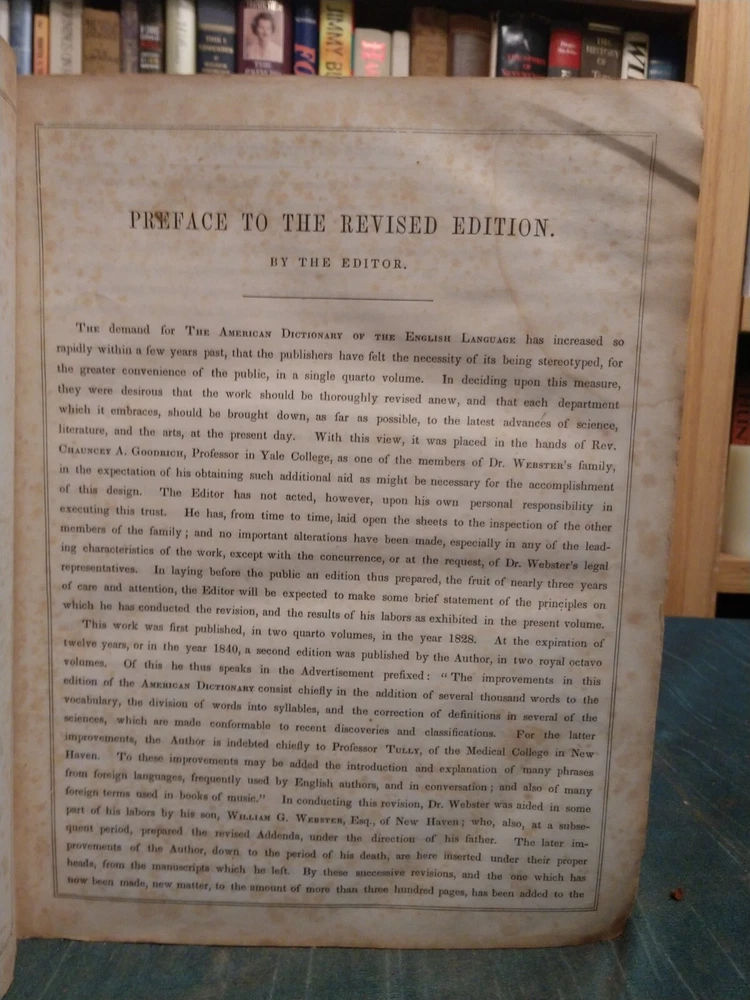 JIMMY
THE
HISTORY
OF
PREFACE TO THE REVISED EDITION.
BY THE EDITOR.
THE demand for THE AMERICAN DICTIONARY OF THE ENGLISH LANGUAGE has increased so
rapidly within a few years past, that the publishers have felt the necessity of its being stereotyped, for
the greater convenience of the public, in a single quarto volume. In deciding upon this measure,
they were desirous that the work should be thoroughly revised anew, and that each department
which it embraces, should be brought down, as far as possible, to the latest advances of science,
literature, and the arts, at the present day. With this view, it was placed in the hands of Rev.
CHAUNCEY A. GOODRICH, Professor in Yale College, as one of the members of Dr. WEBSTER's family,
in the expectation of his obtaining such additional aid as might be necessary for the accomplishment
of this design. The Editor has not acted, however, upon his own personal responsibility in
executing this trust. He has, from time to time, laid open the sheets to the inspection of the other
members of the family; and no important alterations have been made, especially in any of the lead-
ing characteristics of the work, except with the concurrence, or at the request, of Dr. Webster's legal
representatives. In laying before the public an edition thus prepared, the fruit of nearly three years
of care and attention, the Editor will be expected to make some brief statement of the principles on
which he has conducted the revision, and the results of his labors as exhibited in the present volume.
This work was first published, in two quarto volumes, in the year 1828. At the expiration of
twelve years, or in the year 1840, a second edition was published by the Author, in two royal octavo
volumes. Of this he thus speaks in the Advertisement prefixed: "The improvements in this
edition of the AMERICAN DICTIONARY consist chiefly in the addition of several thousand words to the
vocabulary, the division of words into syllables, and the correction of definitions in several of the
sciences, which are made conformable to recent discoveries and classifications. For the latter
improvements, the Author is indebted chiefly to Professor TULLY, of the Medical College in New
Haven. To these improvements may be added the introduction and explanation of many phrases
from foreign languages, frequently used by English authors, and in conversation; and also of many
foreign terms used in books of music." In conducting this revision, Dr. Webster was aided in some
part of his labors by his son, WILLIAM G. WEBSTER, Esq., of New Haven; who, also, at a subse-
quent period, prepared the revised Addenda, under the direction of his father. The later im-
provements of the Author, down to the period of his death, are here inserted under their proper
heads, from the manuscripts which he left. By these successive revisions, and the one which has
now been made, new matter, to the amount of more than three hundred pages, has been added to the